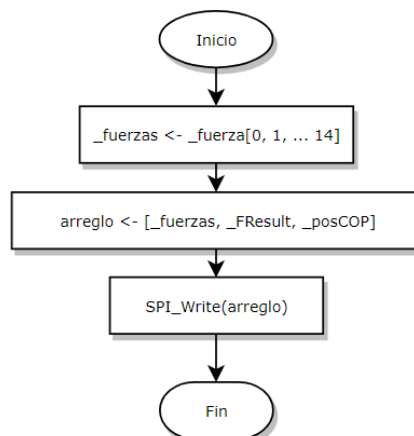 Inicio
_fuerzas <- _fuerza[0, 1, ... 14]
arreglo <- [_fuerzas, _FResult, _posCOP]
SPI_Write(arreglo)
Fin